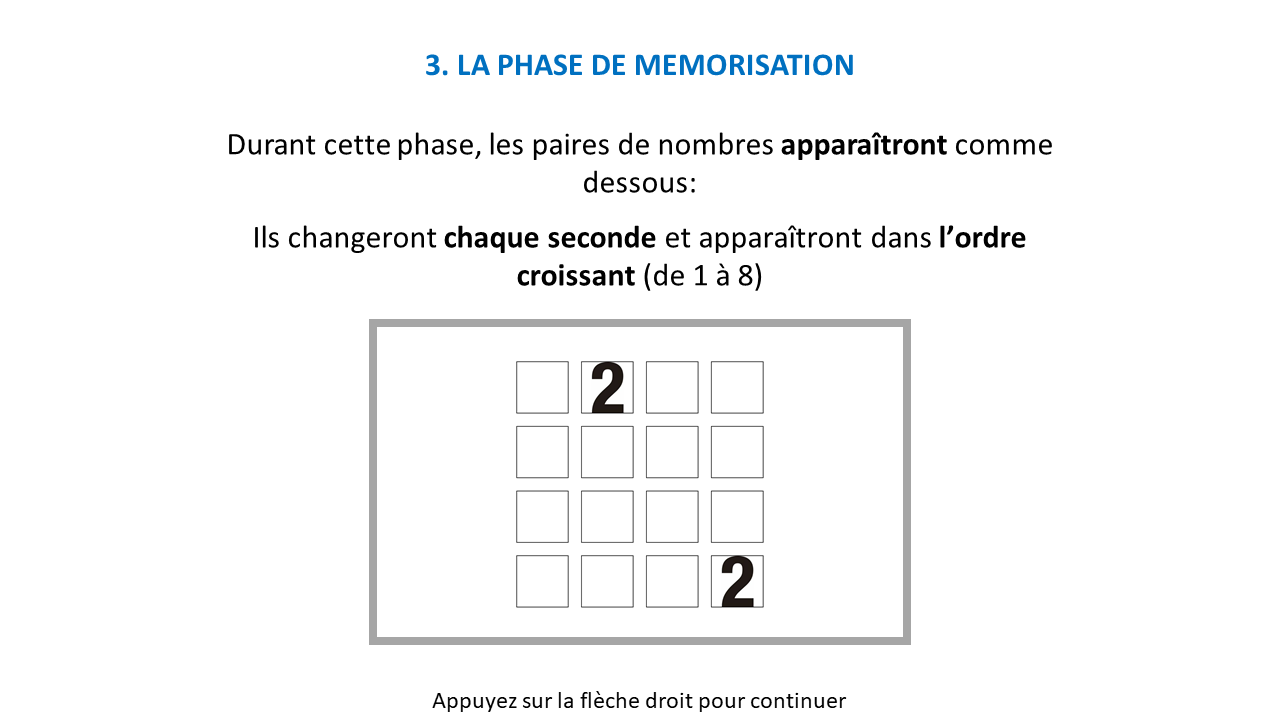 3. LA PHASE DE MEMORISATION
Durant cette phase, les paires de nombres apparaîtront comme
dessous:
Ils changeront chaque seconde et apparaîtront dans l’ordre
croissant (de 1 à 8)
2
2
Appuyez sur la flèche droit pour continuer